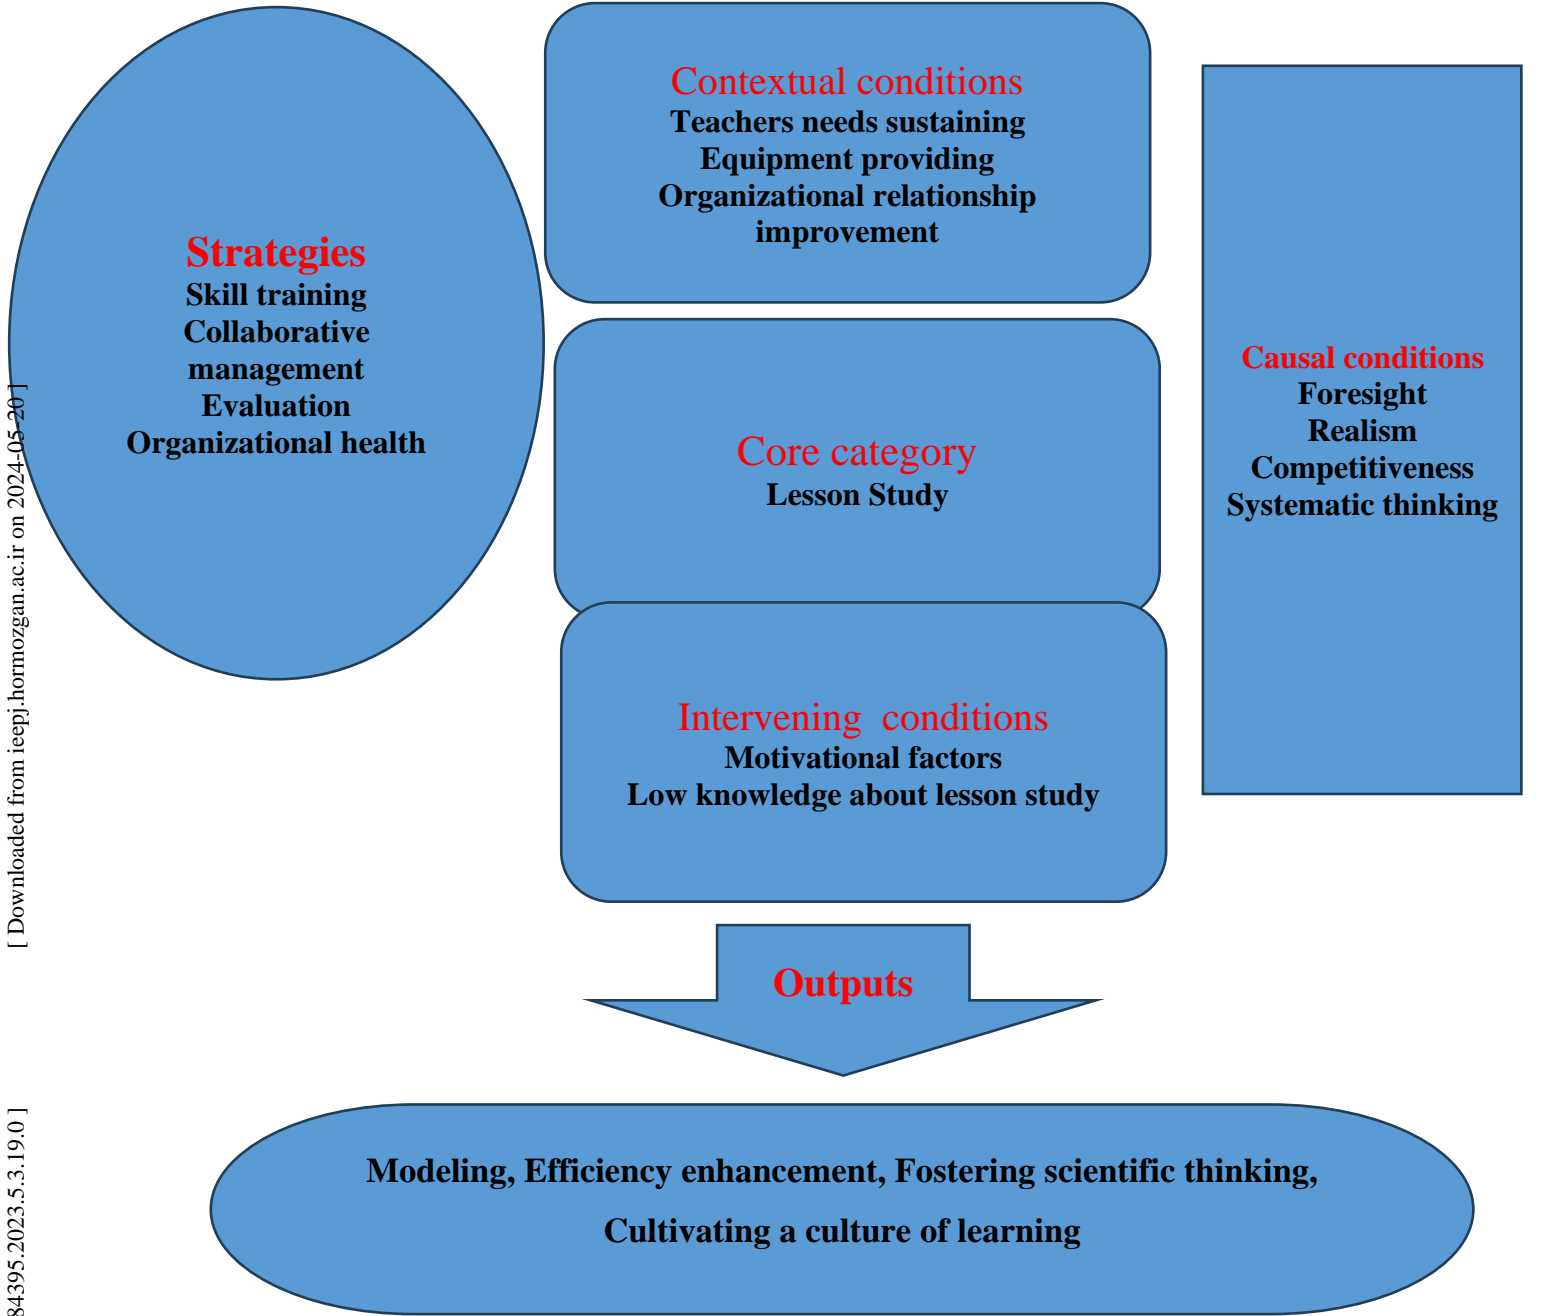 Strategies
Skill training
Collaborative
management
Evaluation
Organizational health
Contextual conditions
Teachers needs sustaining
Equipment providing
Organizational relationship
improvement
Core category
Lesson Study
Intervening  conditions
Motivational factors
Low knowledge about lesson study
Causal conditions
Foresight
Realism
Competitiveness
Systematic thinking
Outputs
Modeling, Efficiency enhancement, Fostering scientific thinking,
Cultivating a culture of learning
[ Downloaded from ieepj.hormozgan.ac.ir on 2024-05-20 ]
84395.2023.5.3.19.0 ]